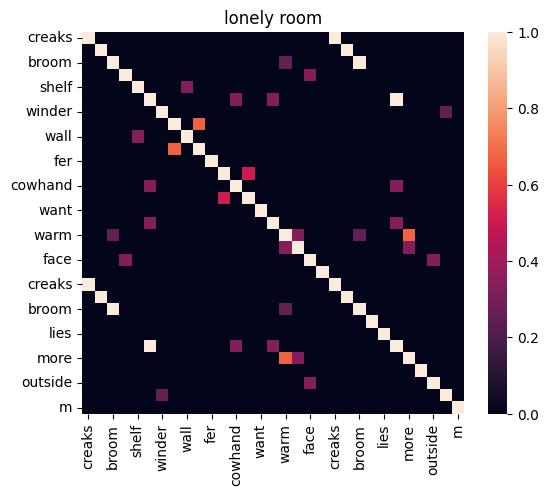 lonely room
creaks
broom
shelf
winder
wall
fer
cowhand
want
warm
face
creaks
broom
lies
more
outside
m
creaks
broom
shelf
winder
wall
fer
cowhand
want
warm
face
creaks
broom
lies
more
outside
m
1.0
0.8
0.6
0.4
0.2
0.0